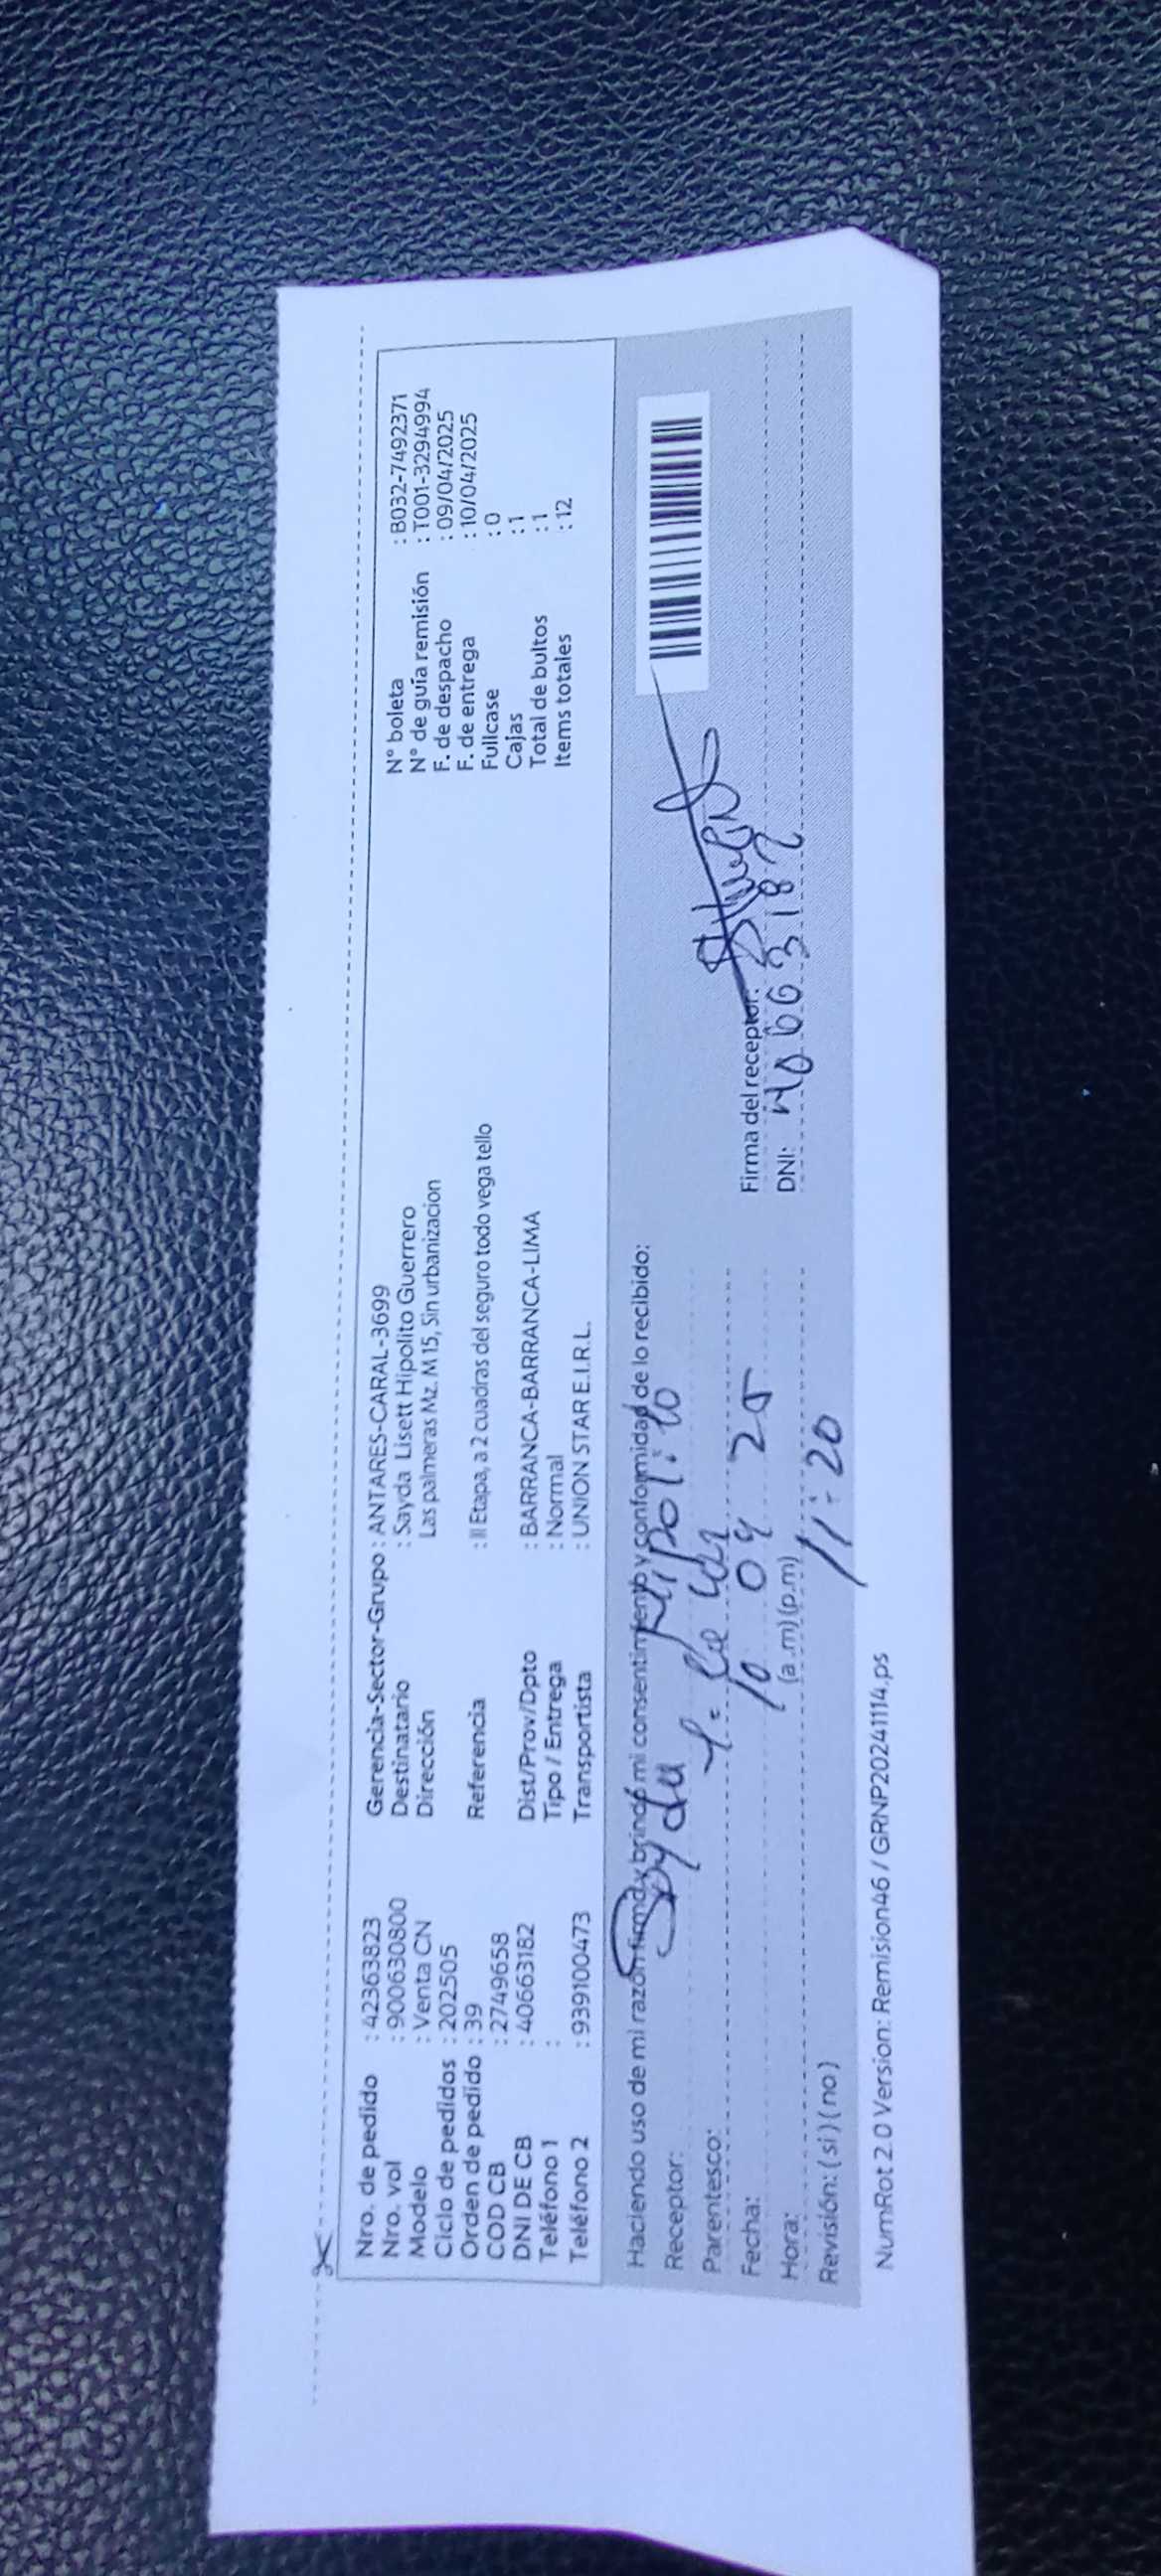 Nro. de pedido : 42363823 Gerencia-Sector-Grupo : ANTARES-CARAL-3699 N° boleta : B032-7492371
Nro. vol : 900630800 Destinatario : Sayda Lisett Hipolito Guerrero N° de guía remisión : T001-3294994
Modelo : Venta CN Dirección Las palmeras Mz. M 15, Sin urbanizacion F. de despacho : 09/04/2025
Ciclo de pedidos : 202505 F. de entrega : 10/04/2025
Orden de pedido : 39 Referencia : II Etapa, a 2 cuadras del seguro todo vega tello Fullcase : 0
COD CB : 2749658 Cajas : 1
DNI DE CB : 40663182 Dist/Prov/Dpto : BARRANCA-BARRANCA-LIMA Total de bultos : 1
Teléfono 1 : Tipo / Entrega : Normal Items totales : 12
Teléfono 2 : 939100473 Transportista : UNION STAR E.I.R.L.
Haciendo uso de mi razón firmo y brindo mi consentimiento y conformidad de lo recibido:
Receptor: Hipolito
Parentesco:
Fecha: 10 04 25 Firma del receptor:
Hora: (a .m) (p.m) 11:20 DNI: 40663182
Revisión: ( si ) ( no )
NumRot 2.0 Version: Remision46 / GRNP20241114.ps